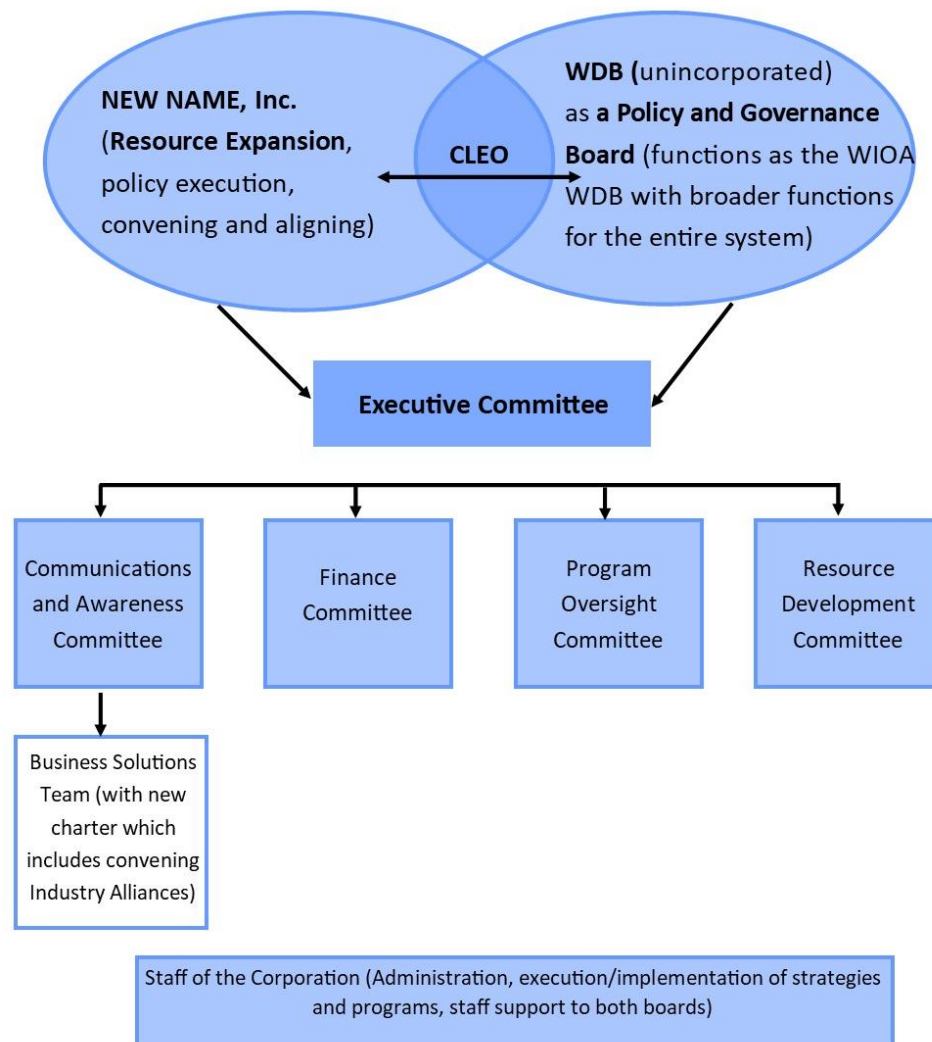 NEW NAME, Inc.
(Resource Expansion,
policy execution,
convening and aligning)
CLEO
WDB (unincorporated)
as a Policy and Governance
Board (functions as the WIOA
WDB with broader functions
for the entire system)
Executive Committee
Communications
and Awareness
Committee
Finance
Committee
Program
Oversight
Committee
Resource
Development
Committee
Business Solutions
Team (with new
charter which
includes convening
Industry Alliances)
Staff of the Corporation (Administration, execution/implementation of strategies
and programs, staff support to both boards)